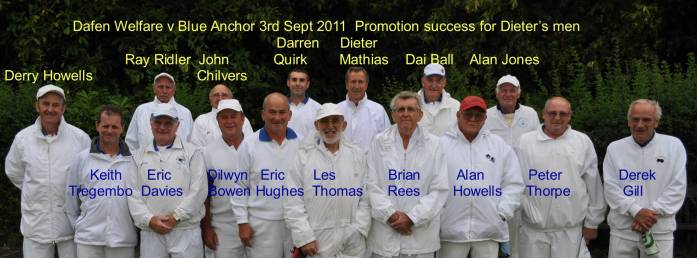 Dafen Welfare v Blue Anchor 3rd Sept 2011 Promotion success for Dieter's men
Darren Dieter
Ray Ridler John Quirk Mathias Dai Ball Alan Jones
Derry Howells Chilvers
Keith Eric Dilwyn Eric Les Brian Alan Peter Derek
Tregembo Davies Bowen Hughes Thomas Rees Howells Thorpe Gill